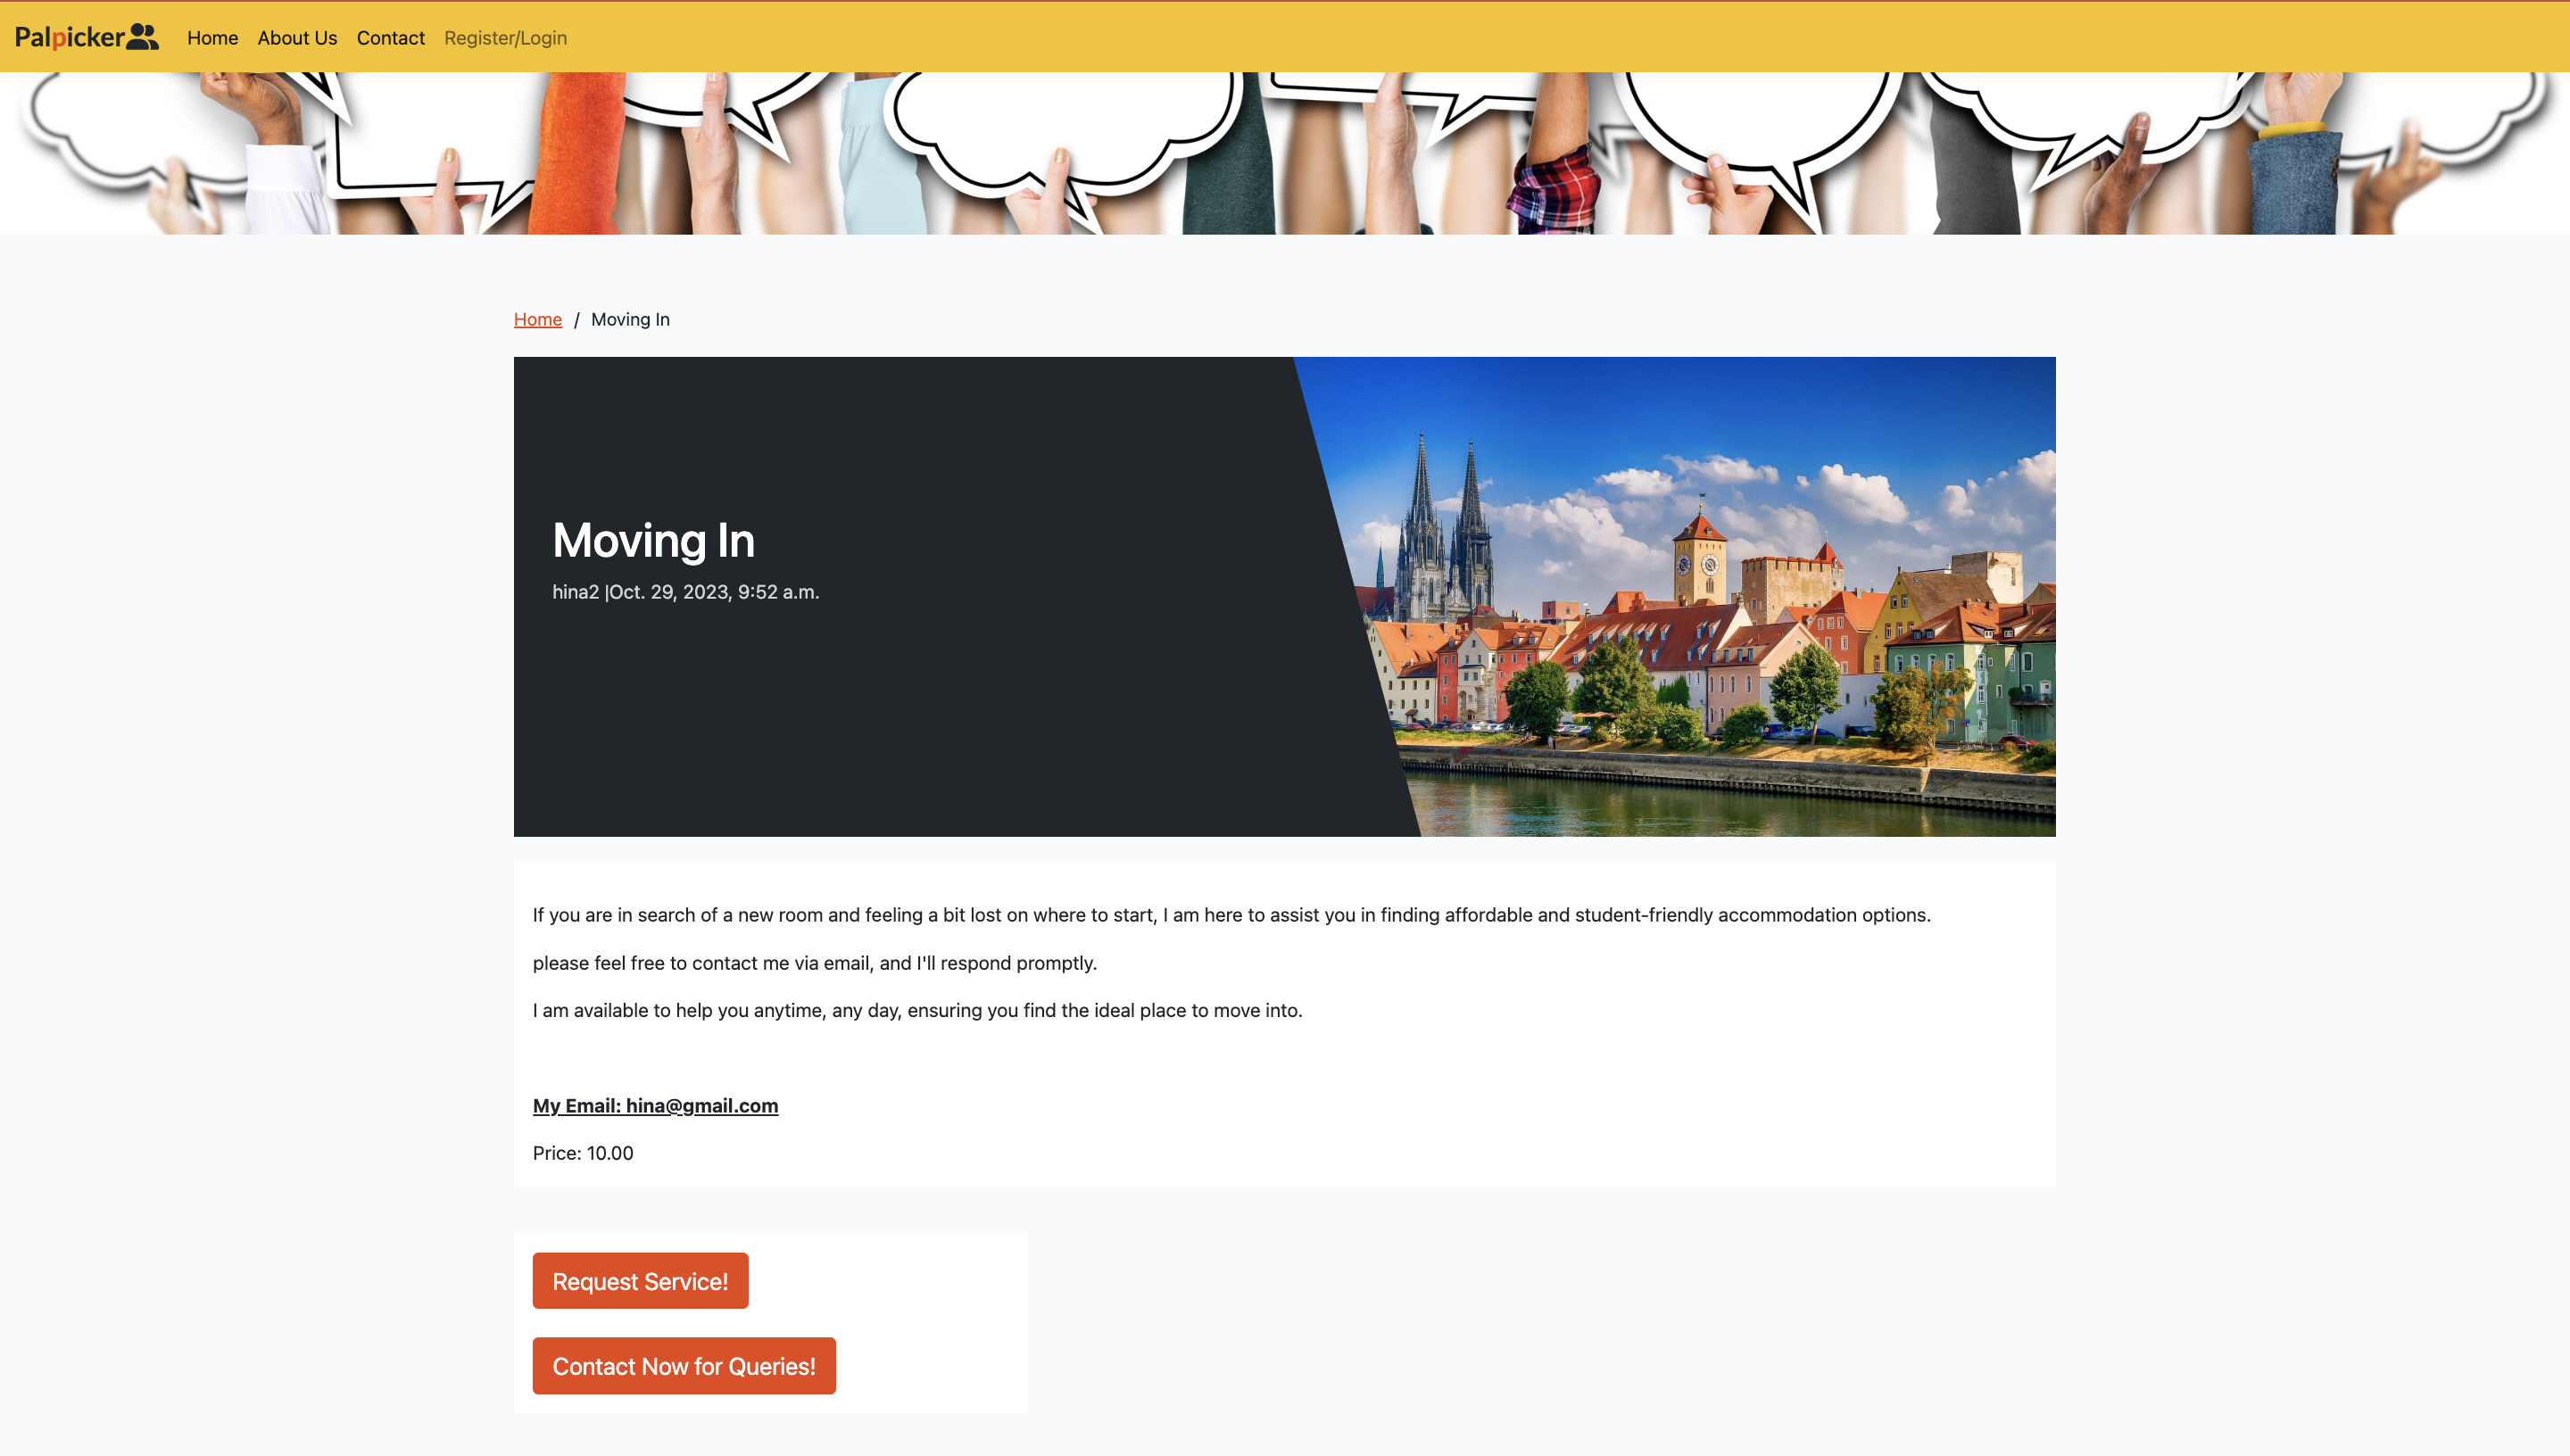 Palpicker Home About Us Contact Register/Login
Home / Moving In
Moving In
hina2 |Oct. 29, 2023, 9:52 a.m.
If you are in search of a new room and feeling a bit lost on where to start, I am here to assist you in finding affordable and student-friendly accommodation options.
please feel free to contact me via email, and I'll respond promptly.
I am available to help you anytime, any day, ensuring you find the ideal place to move into.
My Email: hina@gmail.com
Price: 10.00
Request Service!
Contact Now for Queries!